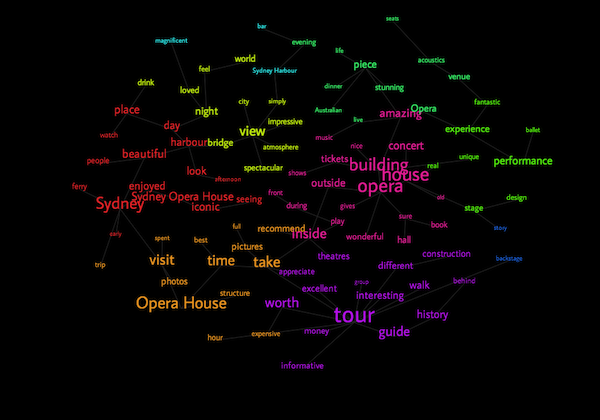 seats
bar
magnificent
evening
life
world
Sydney Harbour
piece
acoustics
feel
venue
drink
loved
dinner
stunning
city
simply
fantastic
place
night
Australian
Opera
amazing
live
impressive
day
view
experience
ballet
watch
music
harbour
bridge
nice
concert
atmosphere
beautiful
people
tickets
unique
performance
building
real
look
spectacular
shows
house
afternoon
outside
opera
ferry
enjoyed
front
Sydney Opera House
seeing
old
design
Sydney
iconic
during
gives
stage
sure
play
book
full
recommend
story
early
inside
wonderful
hall
spent
best
pictures
theatres
construction
visit
time
take
backstage
trip
appreciate
different
photos
group
behind
structure
excellent
interesting
walk
Opera House
worth
tour
history
money
guide
hour
expensive
informative